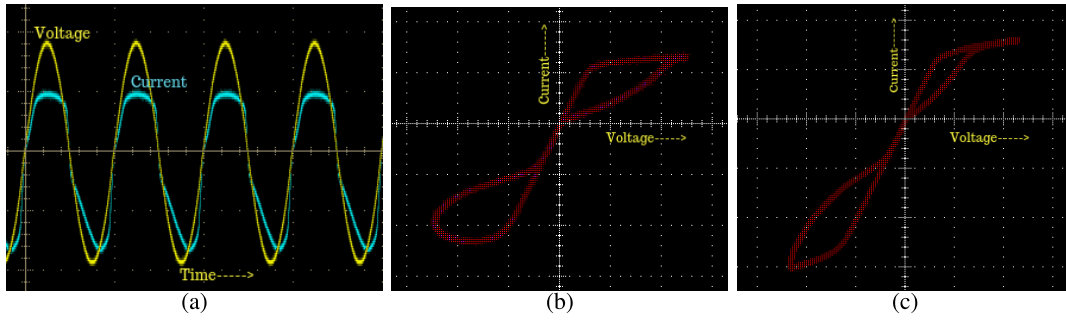 Voltage
Current
Time----->
(a)
Current---->
Voltage----->
(b)
Current---->
Voltage----->
(c)